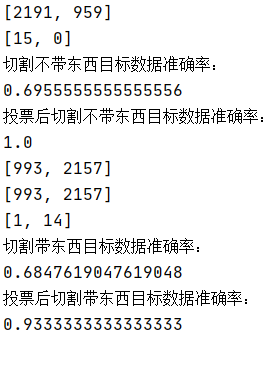 [2191, 959]
[15, 0]
切割不带东西目标数据准确率：
0.6955555555555556
投票后切割不带东西目标数据准确率：
1.0
[993, 2157]
[993, 2157]
[1, 14]
切割带东西目标数据准确率：
0.6847619047619048
投票后切割带东西目标数据准确率：
0.9333333333333333